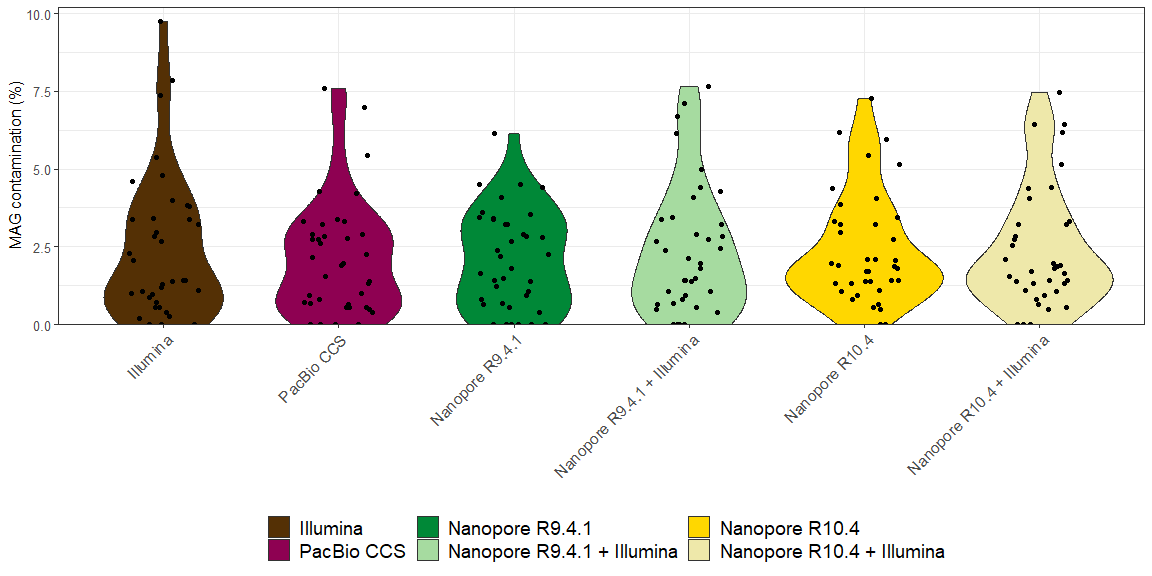 MAG contamination (%)
10.0
7.5
5.0
2.5
0.0
Illumina
PacBio CCS
Nanopore R9.4.1
Nanopore R9.4.1 + Illumina
Nanopore R10.4
Nanopore R10.4 + Illumina
Illumina Nanopore R9.4.1 Nanopore R10.4
PacBio CCS Nanopore R9.4.1 + Illumina Nanopore R10.4 + Illumina